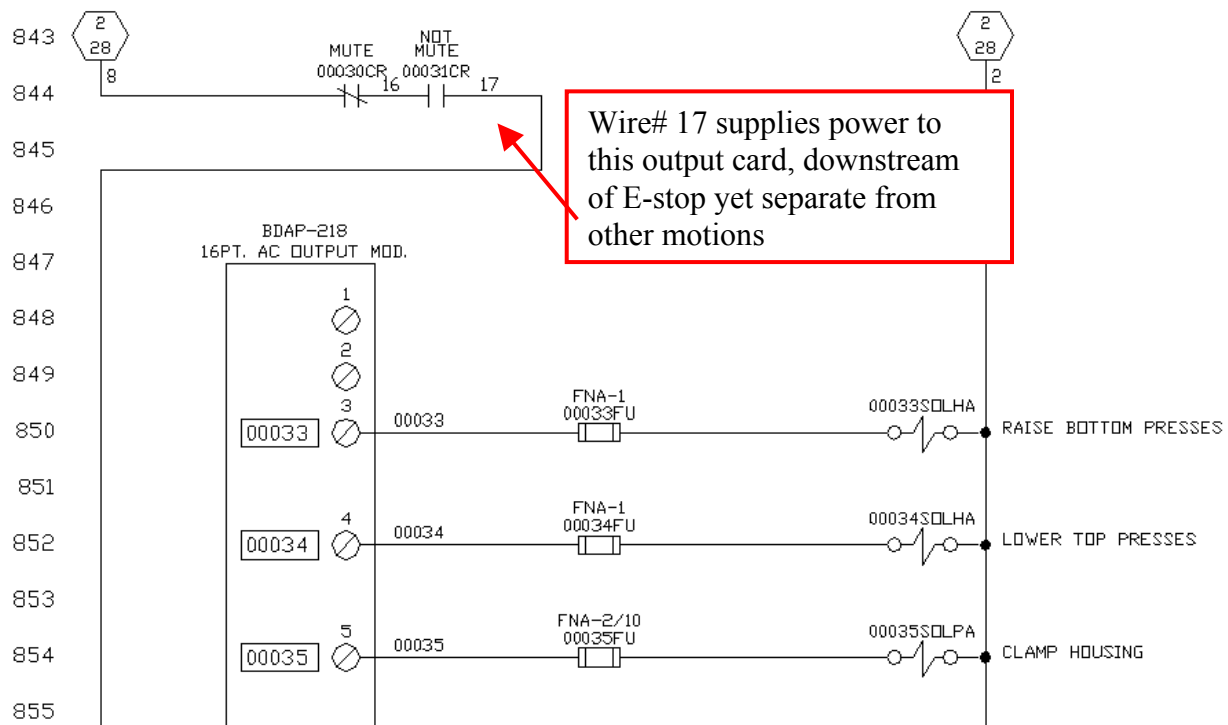 843
2
28
8
2
28
2
MUTE
00030CR
NOT
MUTE
00031CR
844
16
17
Wire# 17 supplies power to
this output card, downstream
of E-stop yet separate from
other motions
845
846
BDAP-218
16PT. AC OUTPUT MOD.
847
848
1
849
2
850
00033
3
00033
FNA-1
00033FU
00033SOLHA
RAISE BOTTOM PRESSES
851
852
00034
4
00034
FNA-1
00034FU
00034SOLHA
LOWER TOP PRESSES
853
854
00035
5
00035
FNA-2/10
00035FU
00035SOLPA
CLAMP HOUSING
855